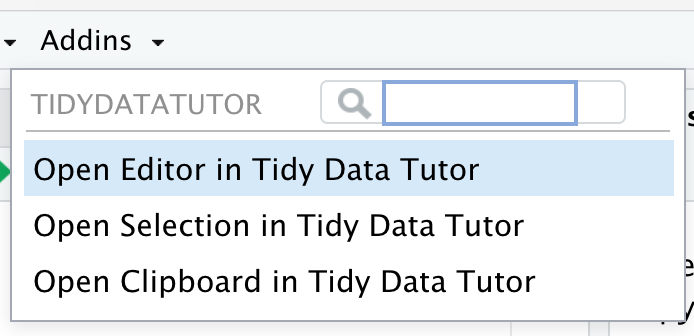 Addins
TIDYDATATUTOR
Open Editor in Tidy Data Tutor
Open Selection in Tidy Data Tutor
Open Clipboard in Tidy Data Tutor